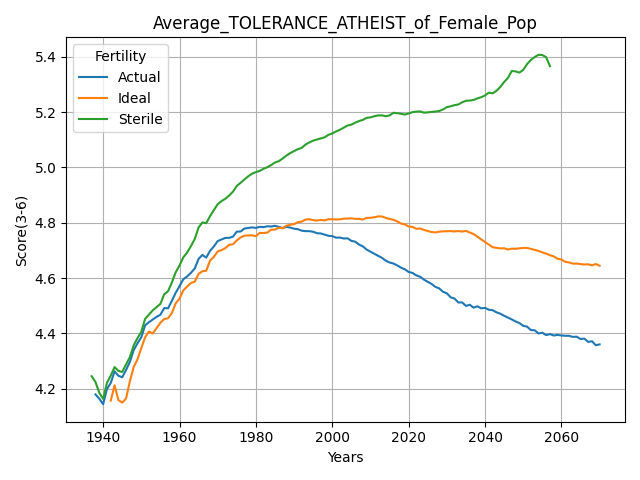 Average_TOLERANCE_ATHEIST_of_Female_Pop
Fertility
Actual
Ideal
Sterile
Score(3-6)
5.4
5.2
5.0
4.8
4.6
4.4
4.2
1940 1960 1980 2000 2020 2040 2060
Years